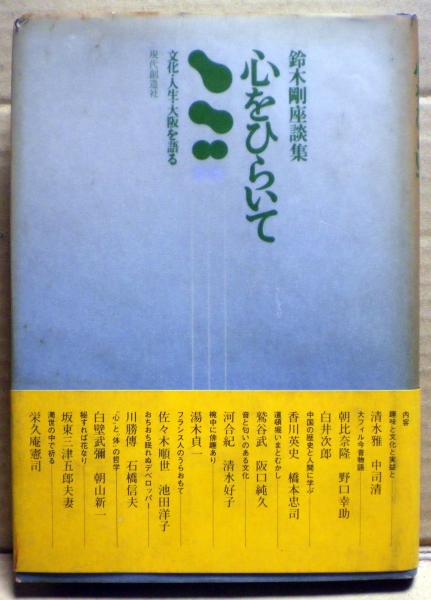 鈴木剛座談集
心をひらいて
文化・人生・大阪を語る
現代創造社
内容
趣味と文化と実益と
清水雅 中司清
大フィル今昔物語
朝比奈隆 野口幸助
白井次郎
中国の歴史と人間に学ぶ
香川英史 橋本忠司
道頓堀いまとむかし
鷲谷武 阪口純久
音と匂いのある文化
河合紀 清水好子
椀中に俳趣あり
湯木貞一
フランス人のうらおもて
佐々木順世 池田洋子
おちおち眠れぬデベロッパー
川勝傳 石橋信夫
“心”と“体”の哲学
白壁武彌 朝山新一
秘すれば花なり
坂東三津五郎夫妻
濁世の中で祈る
栄久庵憲司